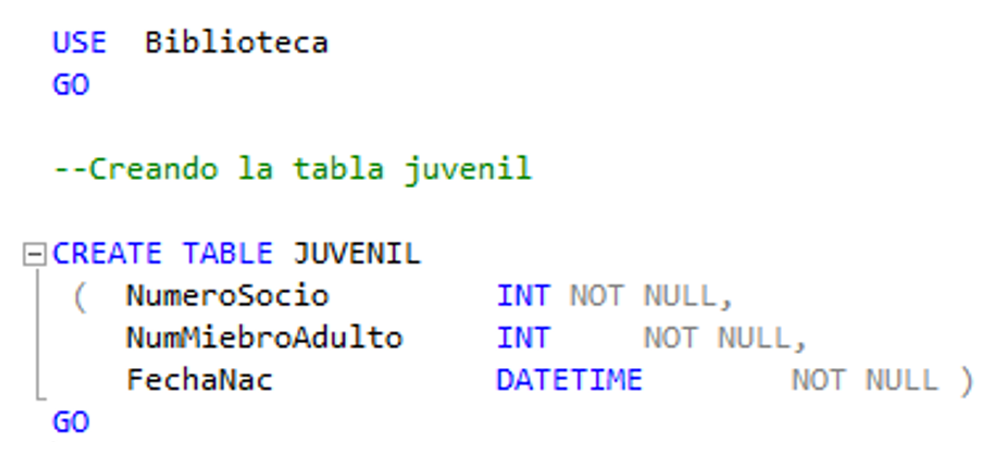 USE  Biblioteca
GO
--Creando la tabla juvenil
CREATE TABLE JUVENIL
(  NumeroSocio         INT NOT NULL,
NumMiebroAdulto     INT     NOT NULL,
FechaNac            DATETIME        NOT NULL )
GO